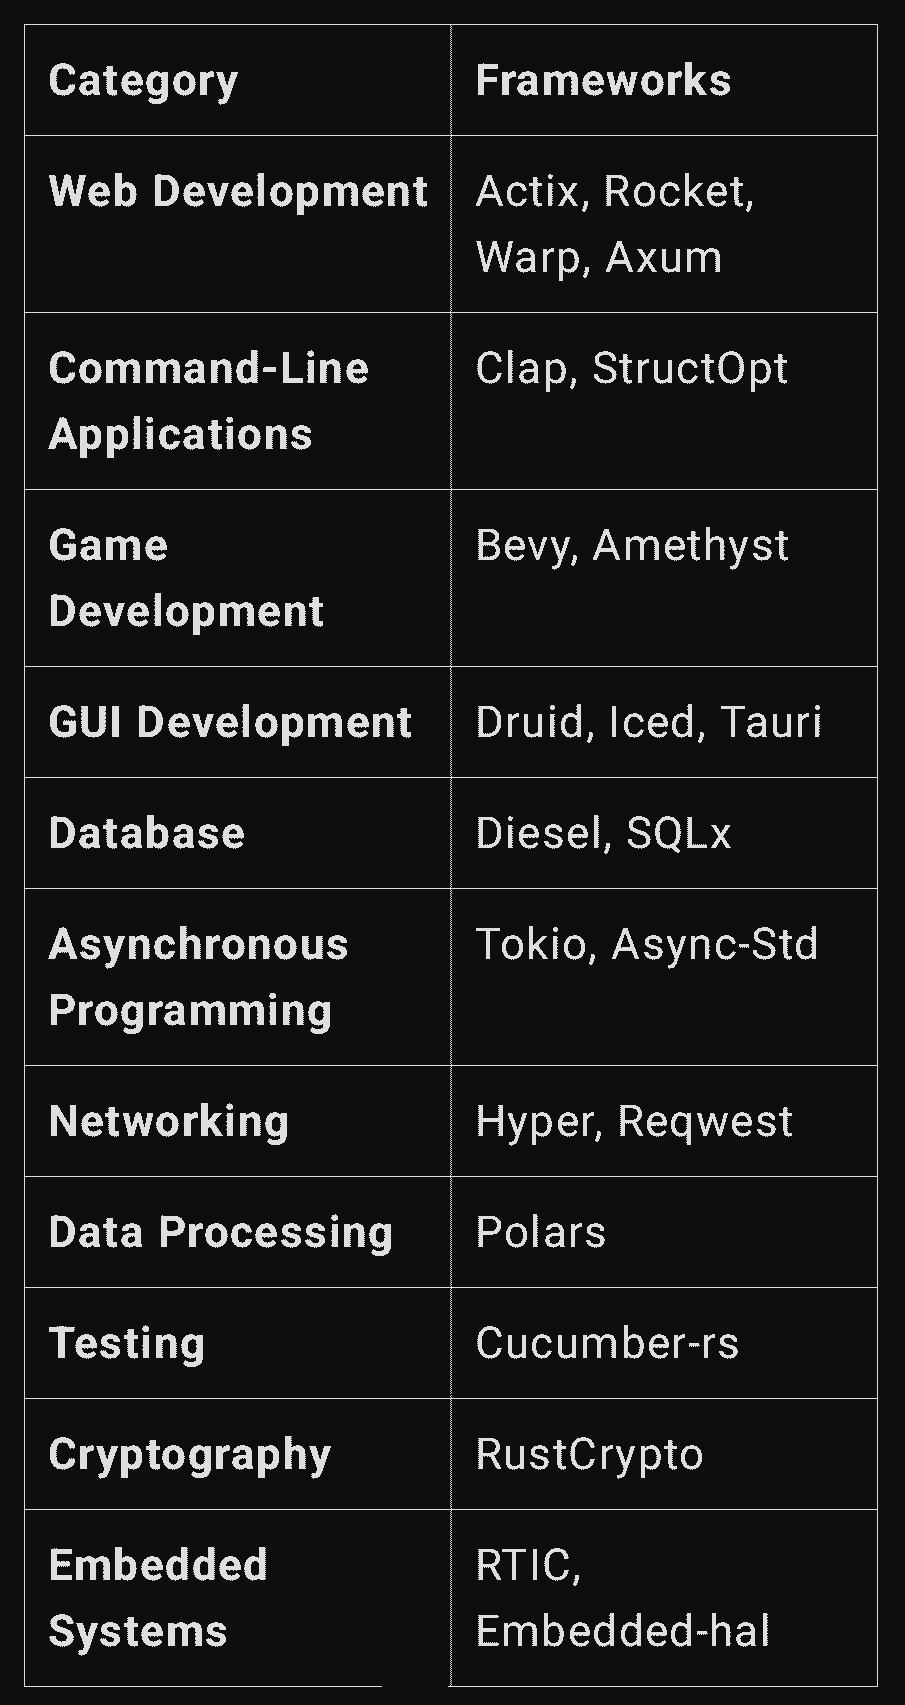 Category
Frameworks
Web Development
Actix, Rocket,
Warp, Axum
Command-Line
Applications
Clap, StructOpt
Game
Development
Bevy, Amethyst
GUI Development
Druid, Iced, Tauri
Database
Diesel, SQLx
Asynchronous
Programming
Tokio, Async-Std
Networking
Hyper, Reqwest
Data Processing
Polars
Testing
Cucumber-rs
Cryptography
RustCrypto
Embedded
Systems
RTIC,
Embedded-hal